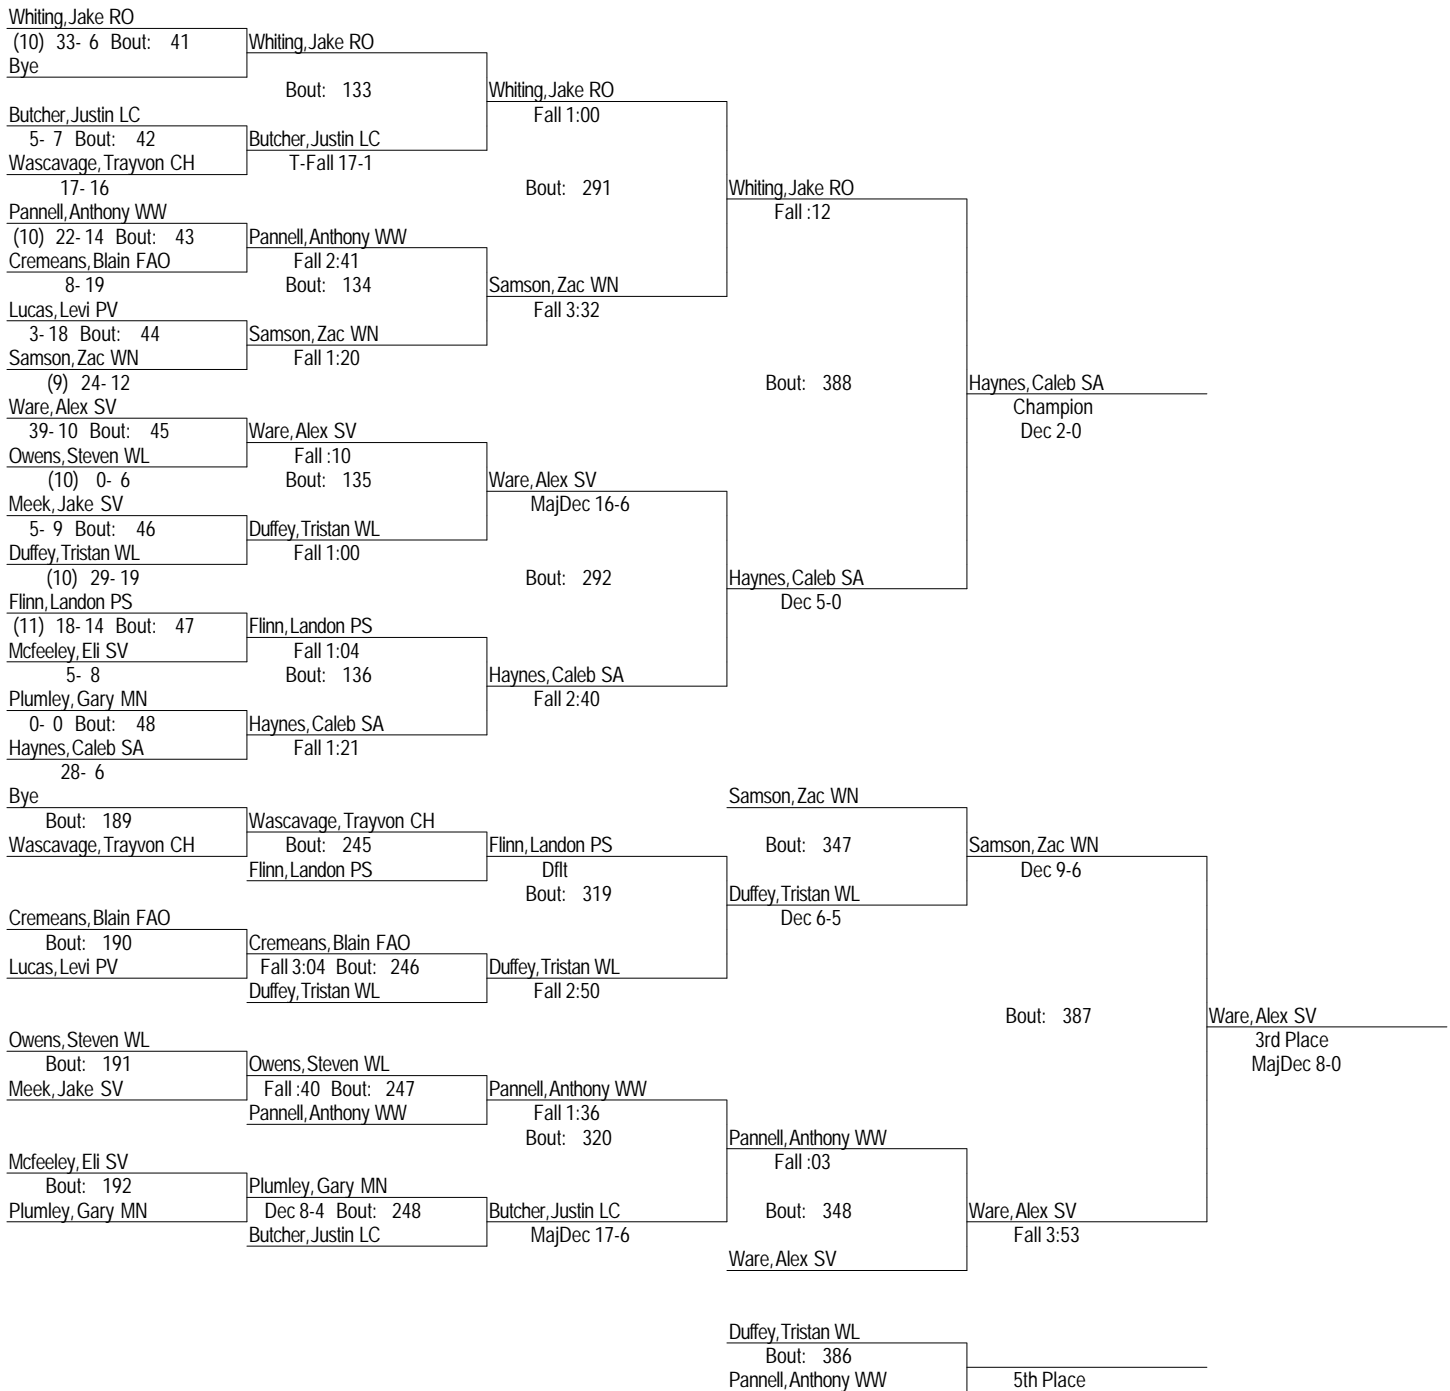 Whiting, Jake RO
(10) 33- 6 Bout: 41
Bye
Whiting, Jake RO
Bout: 133
Butcher, Justin LC
5- 7 Bout: 42
Wascavage, Trayvon CH
17- 16
Butcher, Justin LC
T-Fall 17-1
Whiting, Jake RO
Fall 1:00
Bout: 291
Pannell, Anthony WW
(10) 22- 14 Bout: 43
Cremeans, Blain FAO
8- 19
Pannell, Anthony WW
Fall 2:41
Bout: 134
Lucas, Levi PV
3- 18 Bout: 44
Samson, Zac WN
(9) 24- 12
Samson, Zac WN
Fall 1:20
Samson, Zac WN
Fall 3:32
Whiting, Jake RO
Fall :12
Bout: 388
Ware, Alex SV
39- 10 Bout: 45
Owens, Steven WL
(10) 0- 6
Ware, Alex SV
Fall :10
Bout: 135
Meek, Jake SV
5- 9 Bout: 46
Duffey, Tristan WL
(10) 29- 19
Duffey, Tristan WL
Fall 1:00
Ware, Alex SV
MajDec 16-6
Bout: 292
Flinn, Landon PS
(11) 18- 14 Bout: 47
Mcfeeley, Eli SV
5- 8
Flinn, Landon PS
Fall 1:04
Bout: 136
Plumley, Gary MN
0- 0 Bout: 48
Haynes, Caleb SA
28- 6
Haynes, Caleb SA
Fall 1:21
Haynes, Caleb SA
Fall 2:40
Haynes, Caleb SA
Dec 5-0
Haynes, Caleb SA
Champion
Dec 2-0
Bye
Bout: 189
Wascavage, Trayvon CH
Wascavage, Trayvon CH
Bout: 245
Flinn, Landon PS
Flinn, Landon PS
Dflt
Bout: 319
Cremeans, Blain FAO
Bout: 190
Lucas, Levi PV
Cremeans, Blain FAO
Fall 3:04 Bout: 246
Duffey, Tristan WL
Duffey, Tristan WL
Fall 2:50
Samson, Zac WN
Bout: 347
Duffey, Tristan WL
Dec 6-5
Samson, Zac WN
Dec 9-6
Bout: 387
Owens, Steven WL
Bout: 191
Meek, Jake SV
Owens, Steven WL
Fall :40 Bout: 247
Pannell, Anthony WW
Pannell, Anthony WW
Fall 1:36
Bout: 320
Mcfeeley, Eli SV
Bout: 192
Plumley, Gary MN
Plumley, Gary MN
Dec 8-4 Bout: 248
Butcher, Justin LC
Butcher, Justin LC
MajDec 17-6
Pannell, Anthony WW
Fall :03
Bout: 348
Ware, Alex SV
Ware, Alex SV
Fall 3:53
Ware, Alex SV
3rd Place
MajDec 8-0
Duffey, Tristan WL
Bout: 386
Pannell, Anthony WW
5th Place